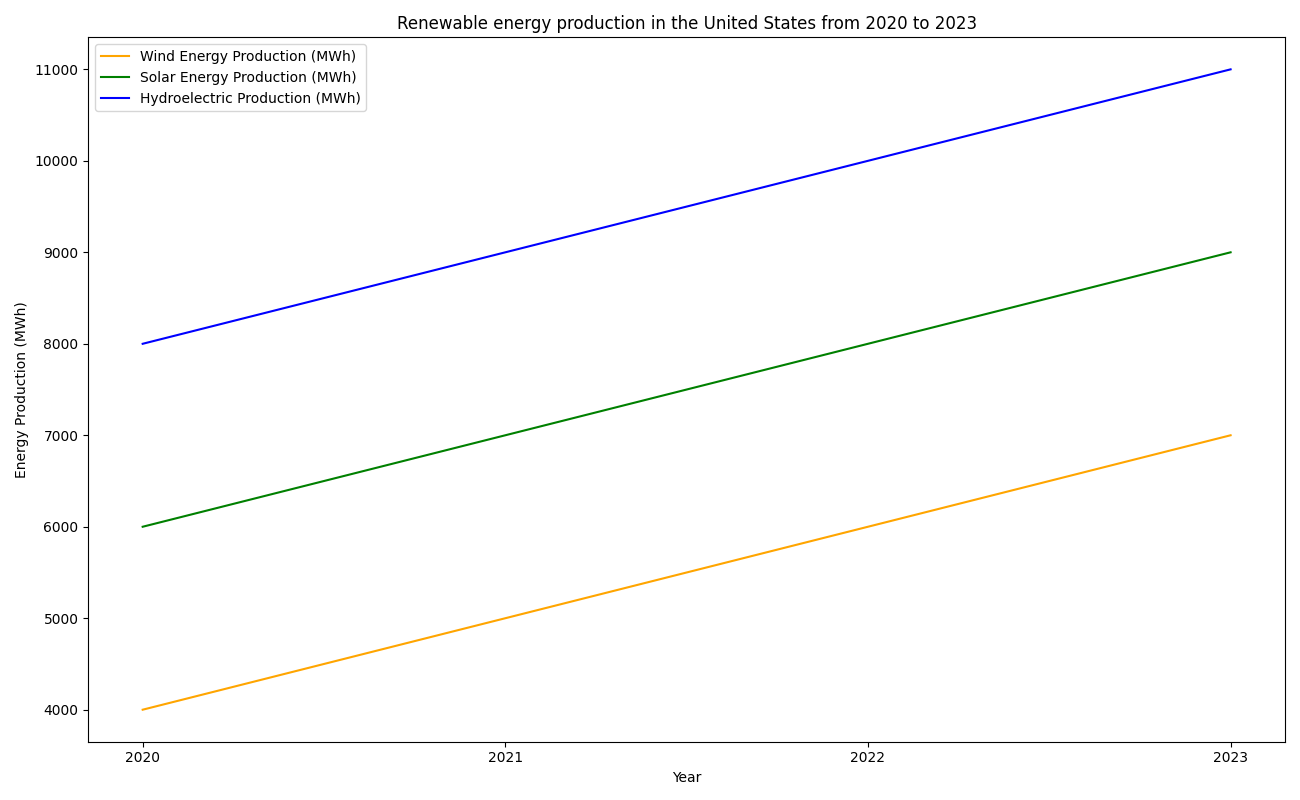 Renewable energy production in the United States from 2020 to 2023
Wind Energy Production (MWh)
Solar Energy Production (MWh)
Hydroelectric Production (MWh)
Energy Production (MWh)
11000
10000
9000
8000
7000
6000
5000
4000
2020 2021 2022 2023
Year